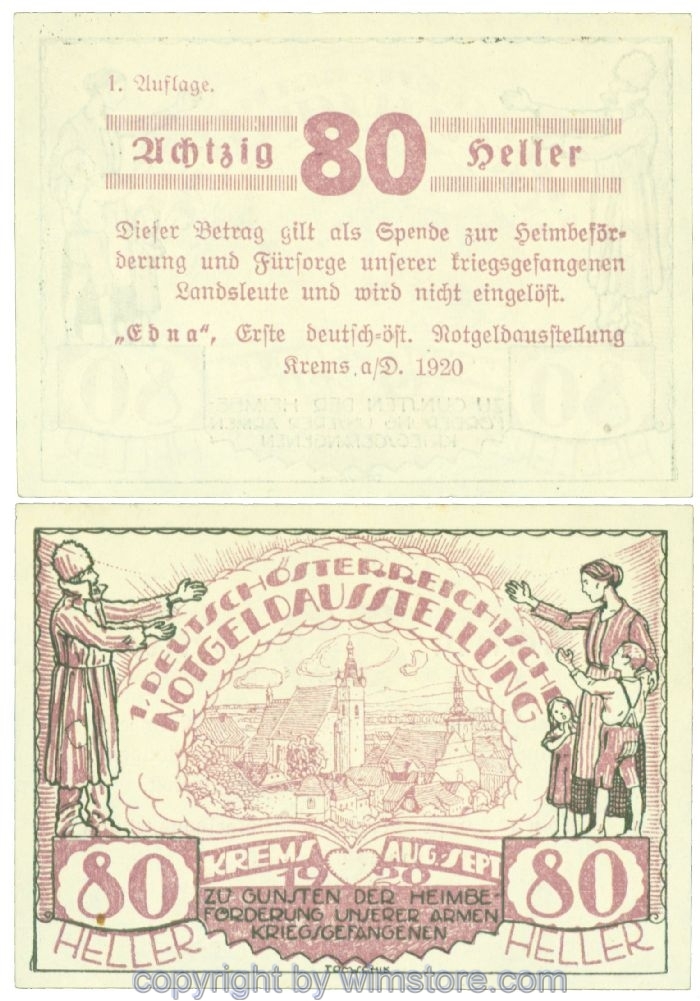 1. Auflage.
Achtzig 80 Heller
Dieser Betrag gilt als Spende zur Heimbeför-
derung und Fürsorge unserer kriegsgefangenen
Landsleute und wird nicht eingelöst.
„Edna“, Erste deutsch-öst. Notgeldausstellung
Krems a/D. 1920
1. DEUTSCHÖSTERREICHISCHE
NOTGELDAUSSTELLUNG
KREMS AUG.-SEPT
1920
80 80
HELLER HELLER
ZU GUNSTEN DER HEIMBE-
FÖRDERUNG UNSERER ARMEN
KRIEGSGEFANGENEN
copyright by wimstore.com